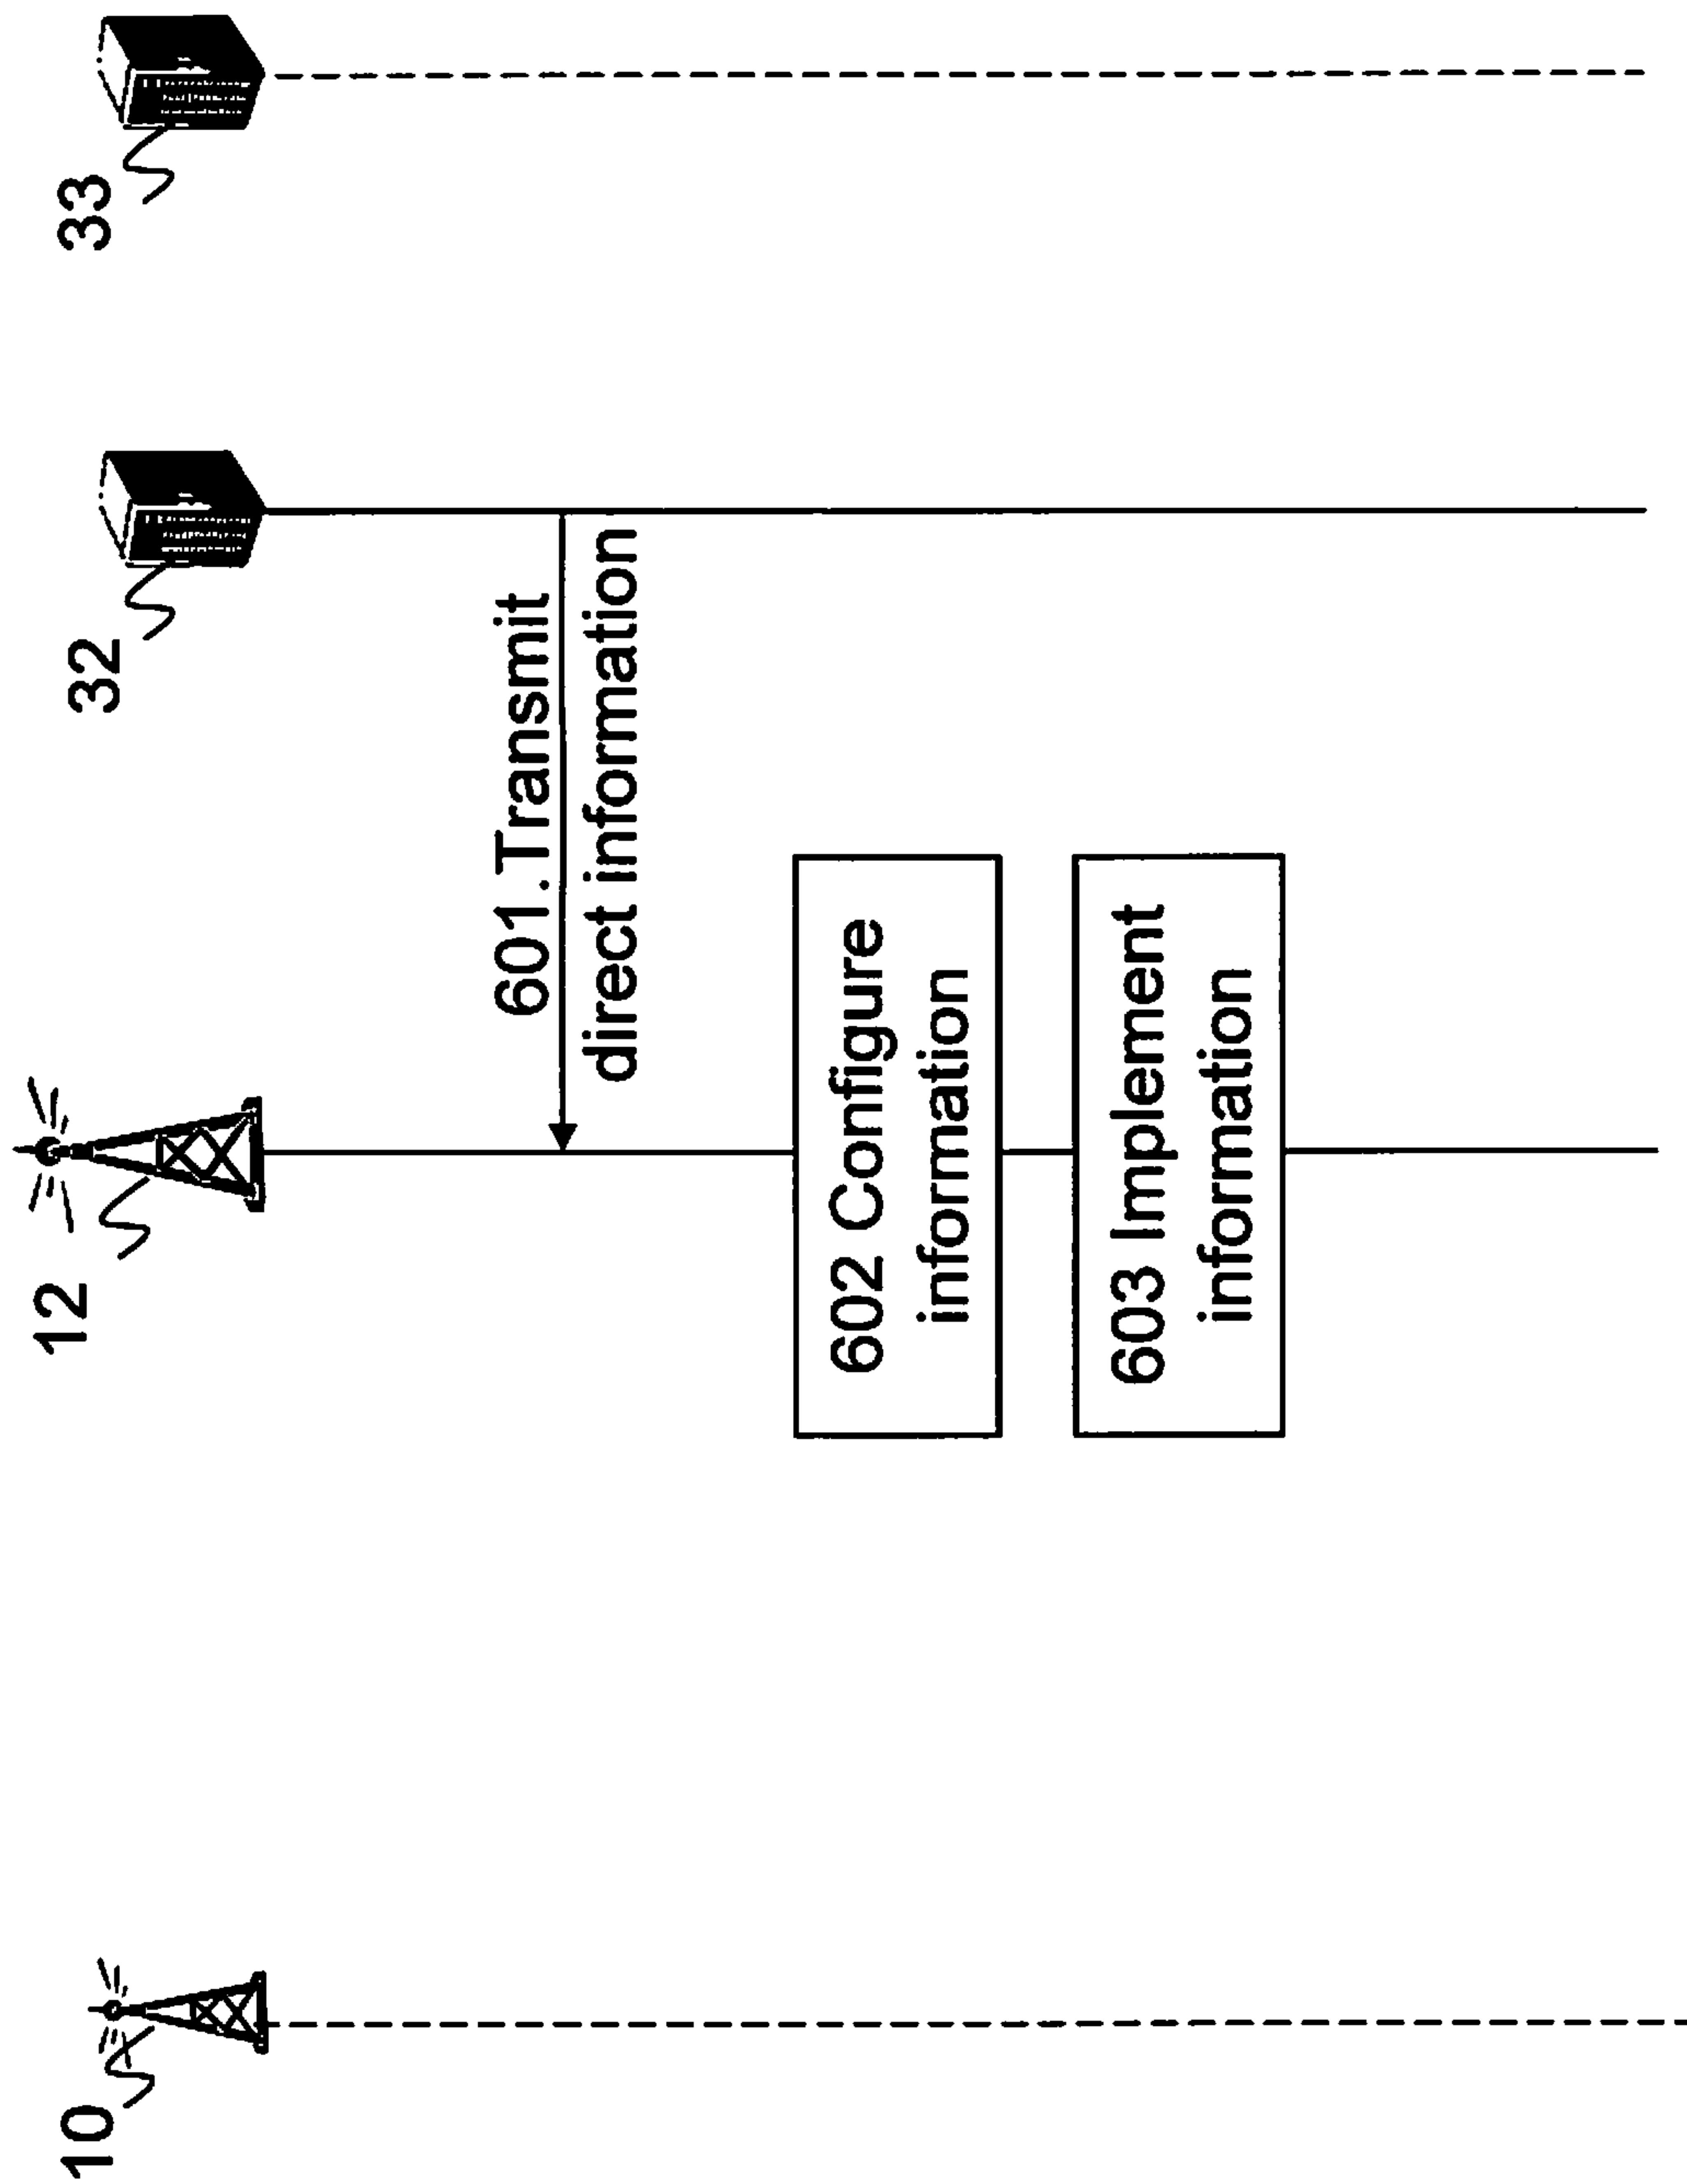 10
12
32
33
601.Transmit
direct information
602 Configure
information
603 Implement
information